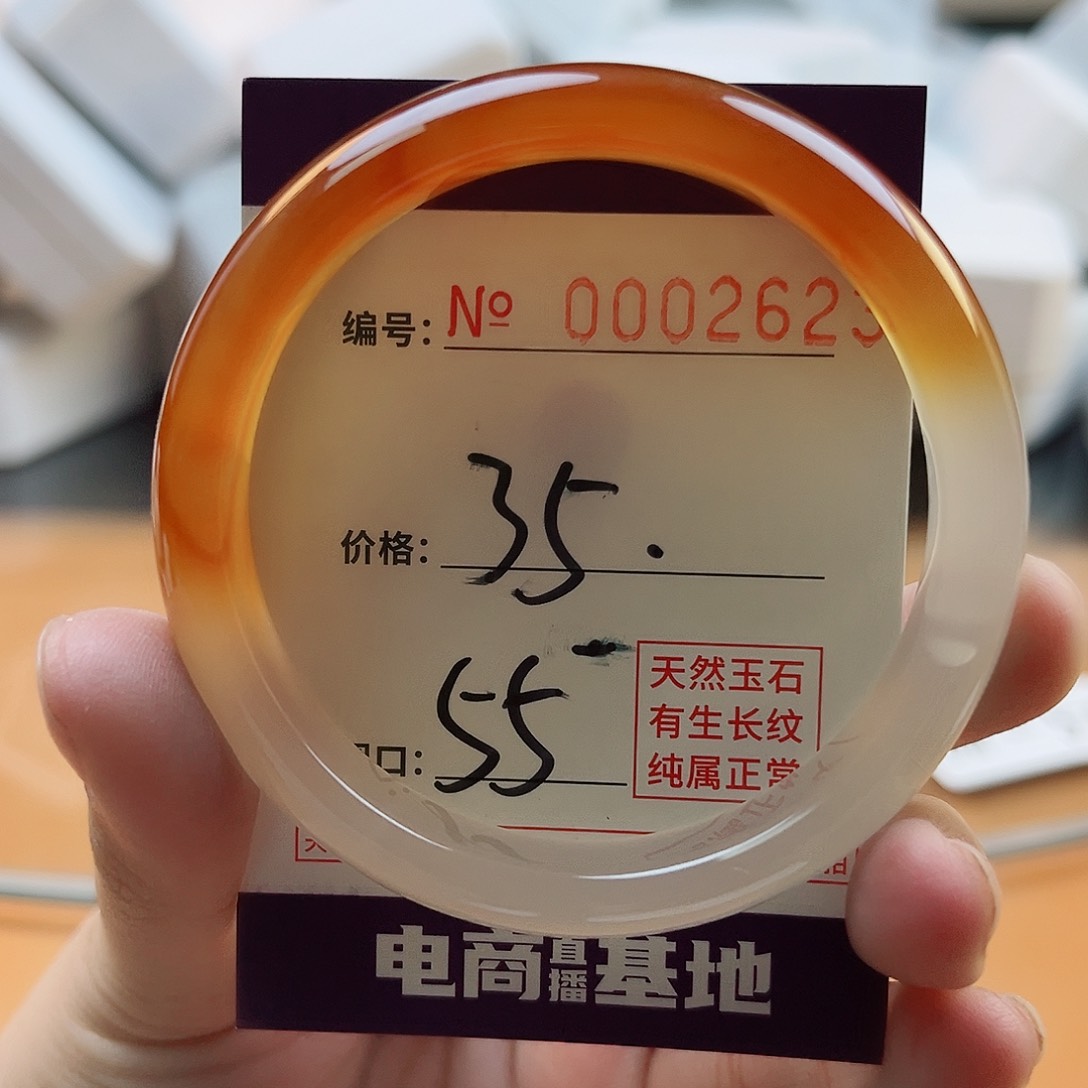 编号: № 0002623
价格: 35.
口: 55
天然玉石
有生长纹
纯属正常
电商直播基地